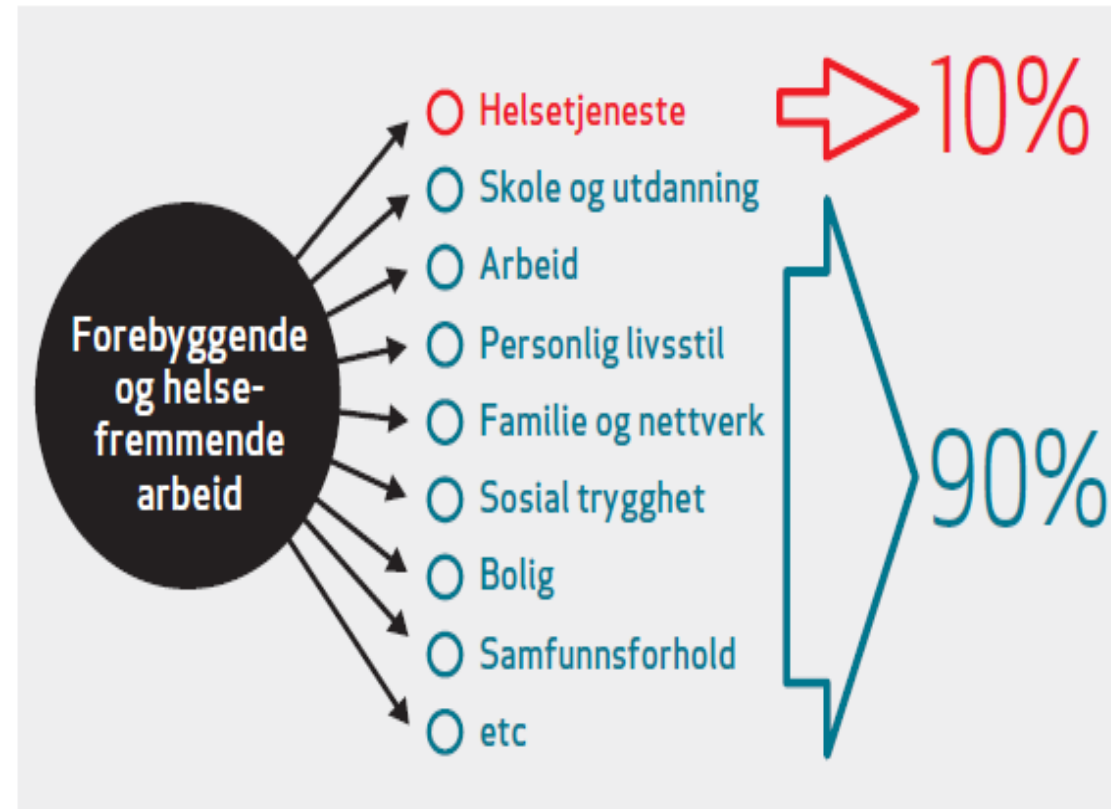 Forebyggende
og helse-
fremmende
arbeid
Helsetjeneste
Skole og utdanning
Arbeid
Personlig livsstil
Familie og nettverk
Sosial trygghet
Bolig
Samfunnsforhold
etc
10%
90%